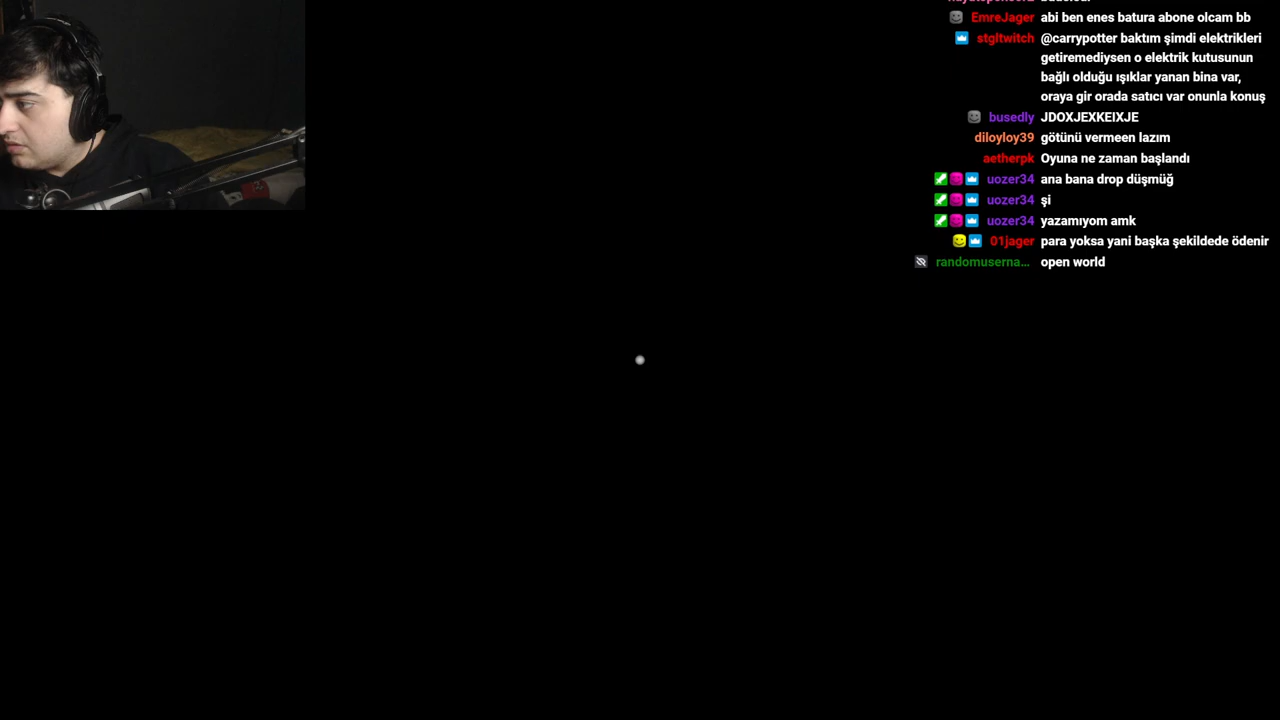 EmreJager abi ben enes batura abone olcam bb
stgltwitch @carrypotter baktım şimdi elektrikleri
getiremediysen o elektrik kutusunun
bağlı olduğu ışıklar yanan bina var,
oraya gir orada satıcı var onunla konuş
busedly JDOXJEXKEIXJE
diloyloy39 götünü vermeen lazım
aetherpk Oyuna ne zaman başlandı
uozer34 ana bana drop düşmüğ
uozer34 şi
uozer34 yazamıyom amk
01jager para yoksa yani başka şekildede ödenir
randomuserna… open world